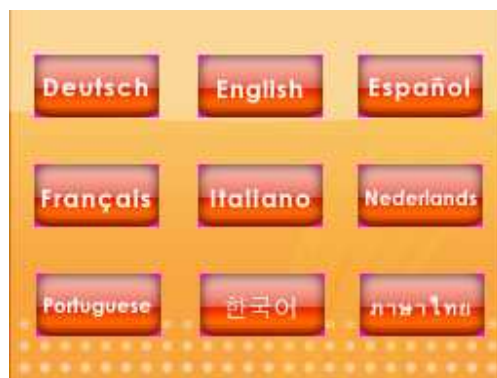 Deutsch
English
Español
Français
Italiano
Nederlands
Portuguese
한국어
ภาษาไทย